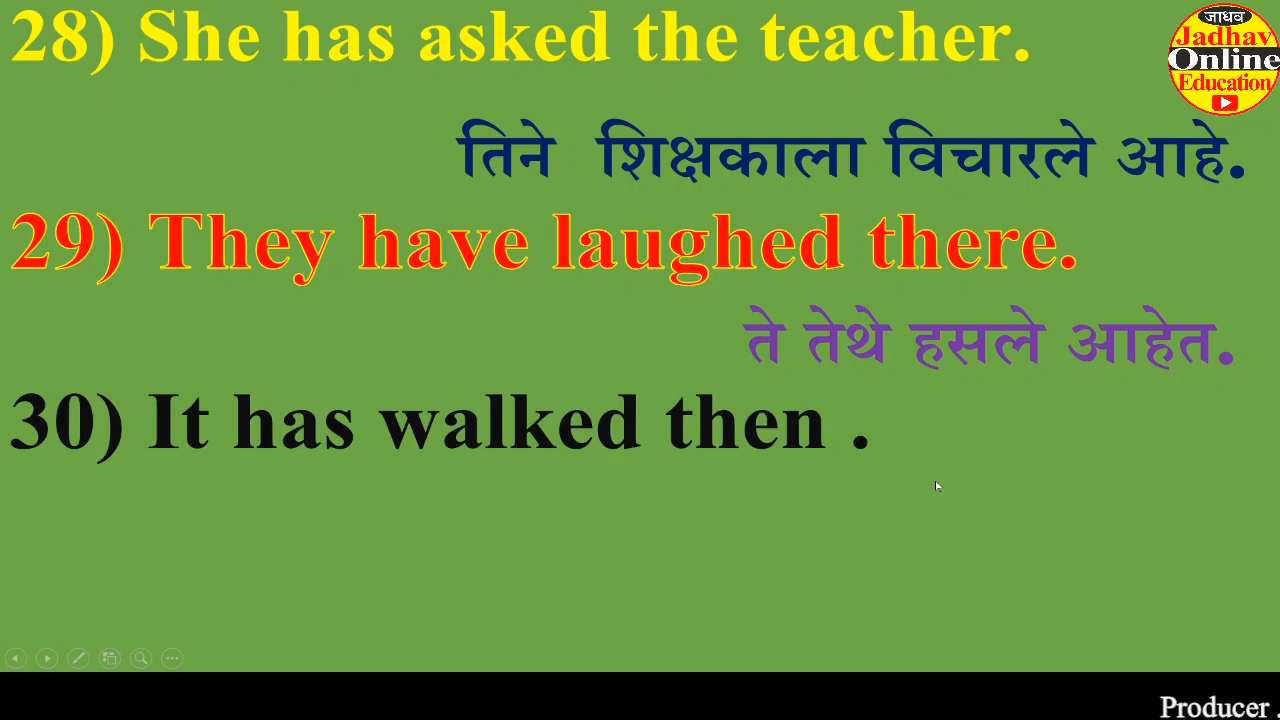 28) She has asked the teacher.
जाधव
Jadhav
Online
Education
तिने शिक्षकाला विचारले आहे.
29) They have laughed there.
ते तेथे हसले आहेत.
30) It has walked then .
Producer